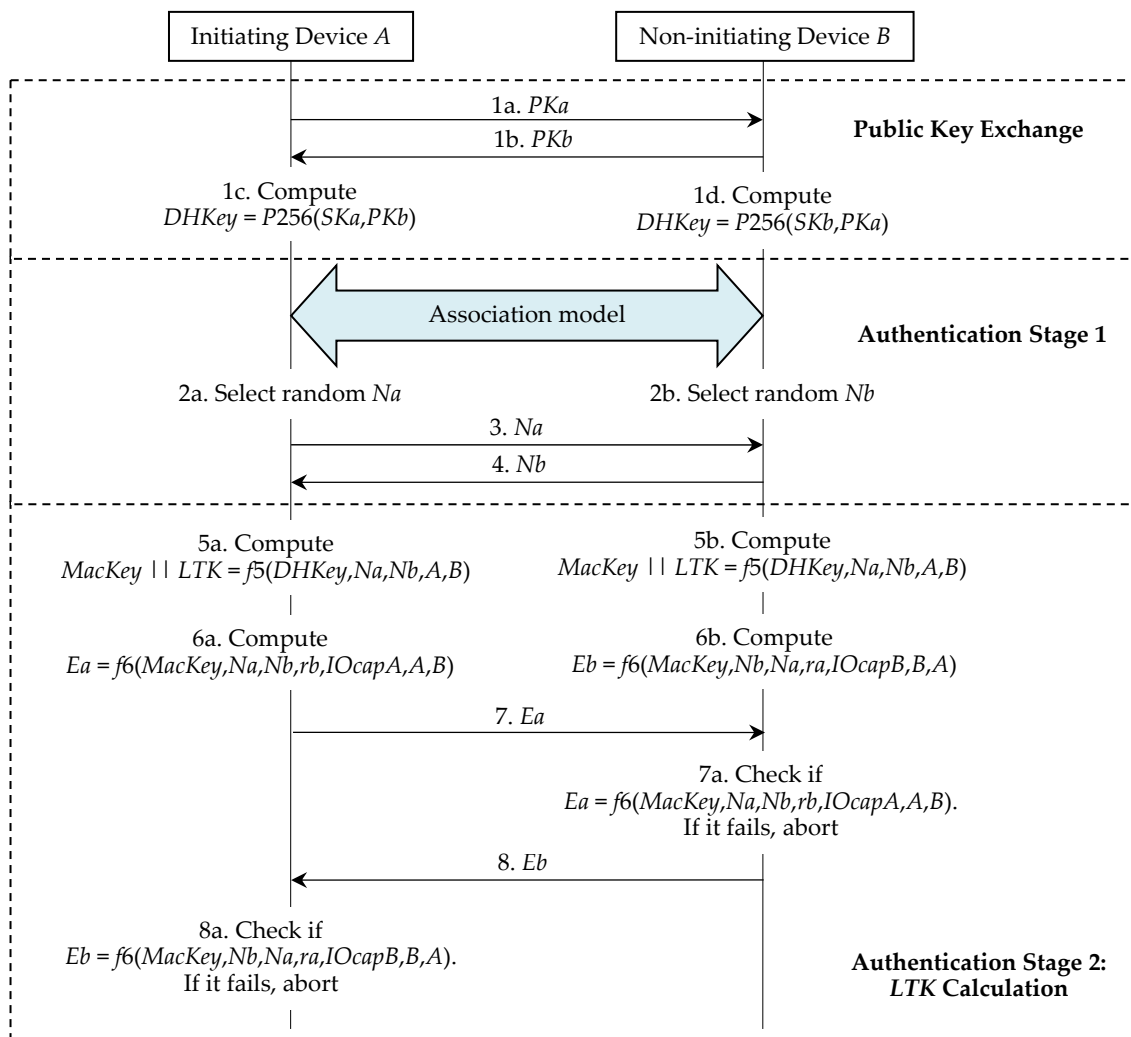 Initiating Device A
Non-initiating Device B
1a. PKa
Public Key Exchange
1b. PKb
1c. Compute
DHKey = P256(SKa,PKb)
1d. Compute
DHKey = P256(SKb,PKa)
Association model
Authentication Stage 1
2a. Select random Na
2b. Select random Nb
3. Na
4. Nb
5a. Compute
MacKey || LTK = f5(DHKey,Na,Nb,A,B)
5b. Compute
MacKey || LTK = f5(DHKey,Na,Nb,A,B)
6a. Compute
Ea = f6(MacKey,Na,Nb,rb,IOcapA,A,B)
6b. Compute
Eb = f6(MacKey,Nb,Na,ra,IOcapB,B,A)
7. Ea
7a. Check if
Ea = f6(MacKey,Na,Nb,rb,IOcapA,A,B).
If it fails, abort
8. Eb
8a. Check if
Eb = f6(MacKey,Nb,Na,ra,IOcapB,B,A).
If it fails, abort
Authentication Stage 2:
LTK Calculation